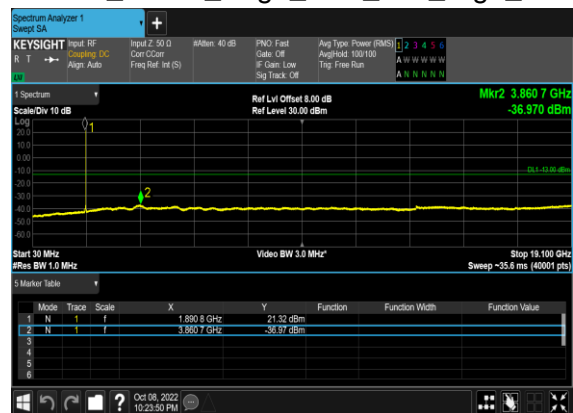 Spectrum Analyzer 1
Swept SA
+
KEYSIGHT
R T
Input: RF
Coupling: DC
Align: Auto
Input Z: 50 Ω
Corr CCorr
Freq Ref: Int (S)
#Atten: 40 dB
PNO: Fast
Gate: Off
IF Gain: Low
Sig Track: Off
Avg Type: Power (RMS)
Avg|Hold: 100/100
Trig: Free Run
1 2 3 4 5 6
A W W W W W
A N N N N N
1 Spectrum
Scale/Div 10 dB
Ref Lvl Offset 8.00 dB
Ref Level 30.00 dBm
Mkr2 3.860 7 GHz
-36.970 dBm
Log
20.0
10.0
0.00
-10.0
-20.0
-30.0
-40.0
-50.0
-60.0
1
2
DL1 -13.00 dBm
Start 30 MHz
#Res BW 1.0 MHz
Video BW 3.0 MHz*
Stop 19.100 GHz
Sweep ~35.6 ms (40001 pts)
5 Marker Table
Mode Trace Scale X Y Function Function Width Function Value
1 N 1 f 1.890 8 GHz 21.32 dBm
2 N 1 f 3.860 7 GHz -36.97 dBm
3
4
5
6
?
Oct 08, 2022
10:23:50 PM